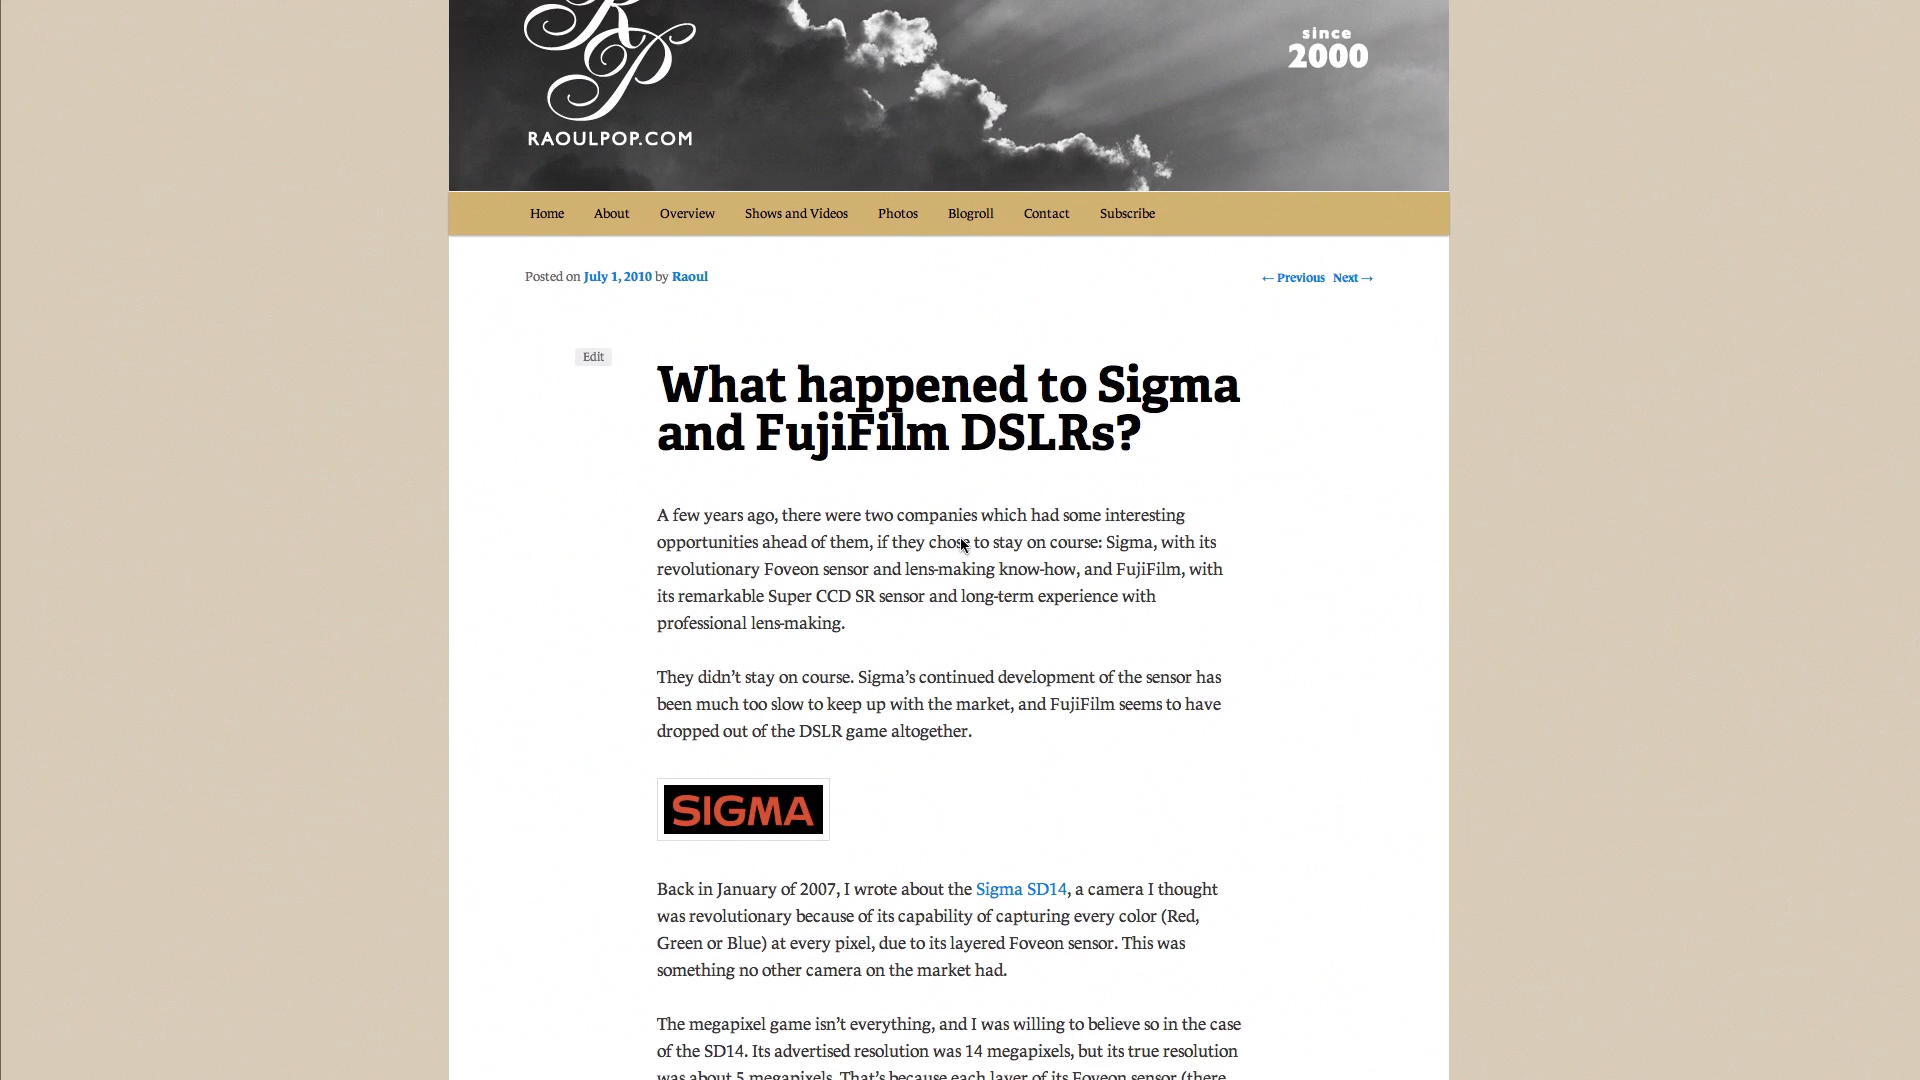 RP
since
2000
RAOULPOP.COM
Home About Overview Shows and Videos Photos Blogroll Contact Subscribe
Posted on July 1, 2010 by Raoul ← Previous Next →
Edit
What happened to Sigma
and FujiFilm DSLRs?
A few years ago, there were two companies which had some interesting
opportunities ahead of them, if they chose to stay on course: Sigma, with its
revolutionary Foveon sensor and lens-making know-how, and FujiFilm, with
its remarkable Super CCD SR sensor and long-term experience with
professional lens-making.
They didn’t stay on course. Sigma’s continued development of the sensor has
been much too slow to keep up with the market, and FujiFilm seems to have
dropped out of the DSLR game altogether.
SIGMA
Back in January of 2007, I wrote about the Sigma SD14, a camera I thought
was revolutionary because of its capability of capturing every color (Red,
Green or Blue) at every pixel, due to its layered Foveon sensor. This was
something no other camera on the market had.
The megapixel game isn’t everything, and I was willing to believe so in the case
of the SD14. Its advertised resolution was 14 megapixels, but its true resolution
was about 5 megapixels. That’s because each layer of its Foveon sensor (there